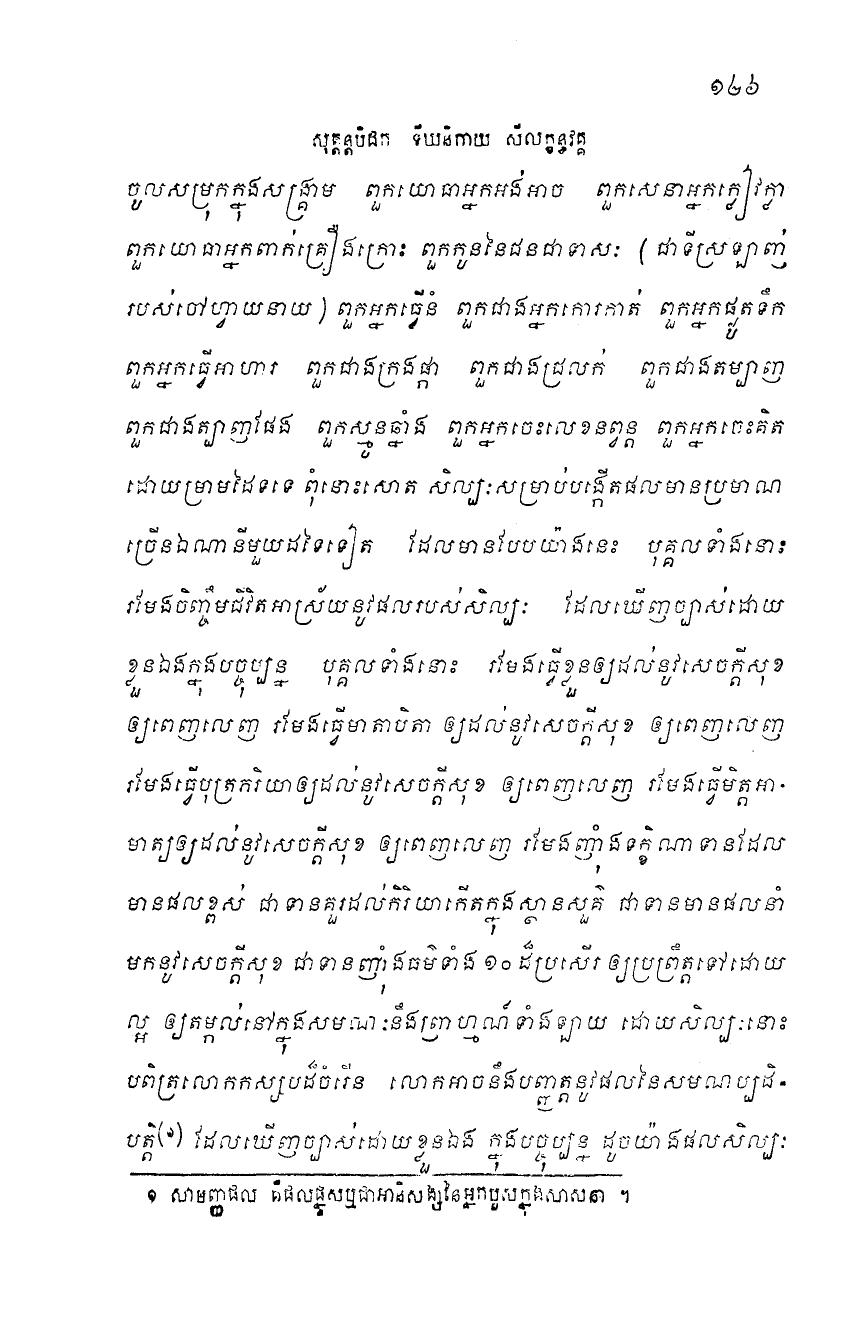 ១៤៦
សុត្តន្តបិដក ទីឃនិកាយ សីលក្ខន្ធវគ្គ
ចូលសម្រុកក្នុងសង្គ្រាម ពួកយោធាអ្នកអង់អាច ពួកសេនាអ្នកក្លៀវក្លា
ពួកយោធាអ្នកពាក់គ្រឿងក្រោះ ពួកកូននៃជនជាទាសៈ (ជាទីស្រឡាញ់
របស់ចៅហ្វាយនាយ) ពួកអ្នកធ្វើនំ ពួកជាងអ្នកកោរកាត់ ពួកអ្នកផ្ងូតទឹក
ពួកអ្នកធ្វើអាហារ ពួកជាងក្រងផ្កា ពួកជាងជ្រលក់ ពួកជាងតម្បាញ
ពួកជាងត្បាញផែង ពួកស្មូនឆ្នាំង ពួកអ្នកចេះលេខនព្វន្ត ពួកអ្នកចេះគិត
ដោយម្រាមដៃទទេ ពុំនោះសោត សិល្បៈសម្រាប់បង្កើតផលមានប្រមាណ
ច្រើនឯណានីមួយដទៃទៀត ដែលមានបែបយ៉ាងនេះ បុគ្គលទាំងនោះ
រមែងចិញ្ចឹមជីវិតអាស្រ័យនូវផលរបស់សិល្បៈ ដែលឃើញច្បាស់ដោយ
ខ្លួនឯងក្នុងបច្ចុប្បន្ន បុគ្គលទាំងនោះ រមែងធ្វើខ្លួនឲ្យដល់នូវសេចក្តីសុខ
ឲ្យពេញលេញ រមែងធ្វើមាតាបិតា ឲ្យដល់នូវសេចក្តីសុខ ឲ្យពេញលេញ
រមែងធ្វើបុត្រភរិយាឲ្យដល់នូវសេចក្តីសុខ ឲ្យពេញលេញ រមែងធ្វើមិត្តអា-
មាត្យឲ្យដល់នូវសេចក្តីសុខ ឲ្យពេញលេញ រមែងញ៉ាំងទក្ខិណាទានដែល
មានផលខ្ពស់ ជាទានគួរដល់កិរិយាកើតក្នុងស្ថានសួគ៌ ជាទានមានផលនាំ
មកនូវសេចក្តីសុខ ជាទានញ៉ាំងធម៌ទាំង ១០ ដ៏ប្រសើរ ឲ្យប្រព្រឹត្តទៅដោយ
ល្អ ឲ្យតម្កល់នៅក្នុងសមណៈនឹងព្រាហ្មណ៍ទាំងឡាយ ដោយសិល្បៈនោះ
បពិត្រលោកកស្សបដ៏ចំរើន លោកអាចនឹងបញ្ញត្តនូវផលនៃសមណប្បដិ-
បត្តិ(១) ដែលឃើញច្បាស់ដោយខ្លួនឯង ក្នុងបច្ចុប្បន្ន ដូចយ៉ាងផលសិល្បៈ
១ សាមញ្ញផល គឺផលផ្នួសឬជាអានិសង្សនៃអ្នកបួសក្នុងសាសនា ។